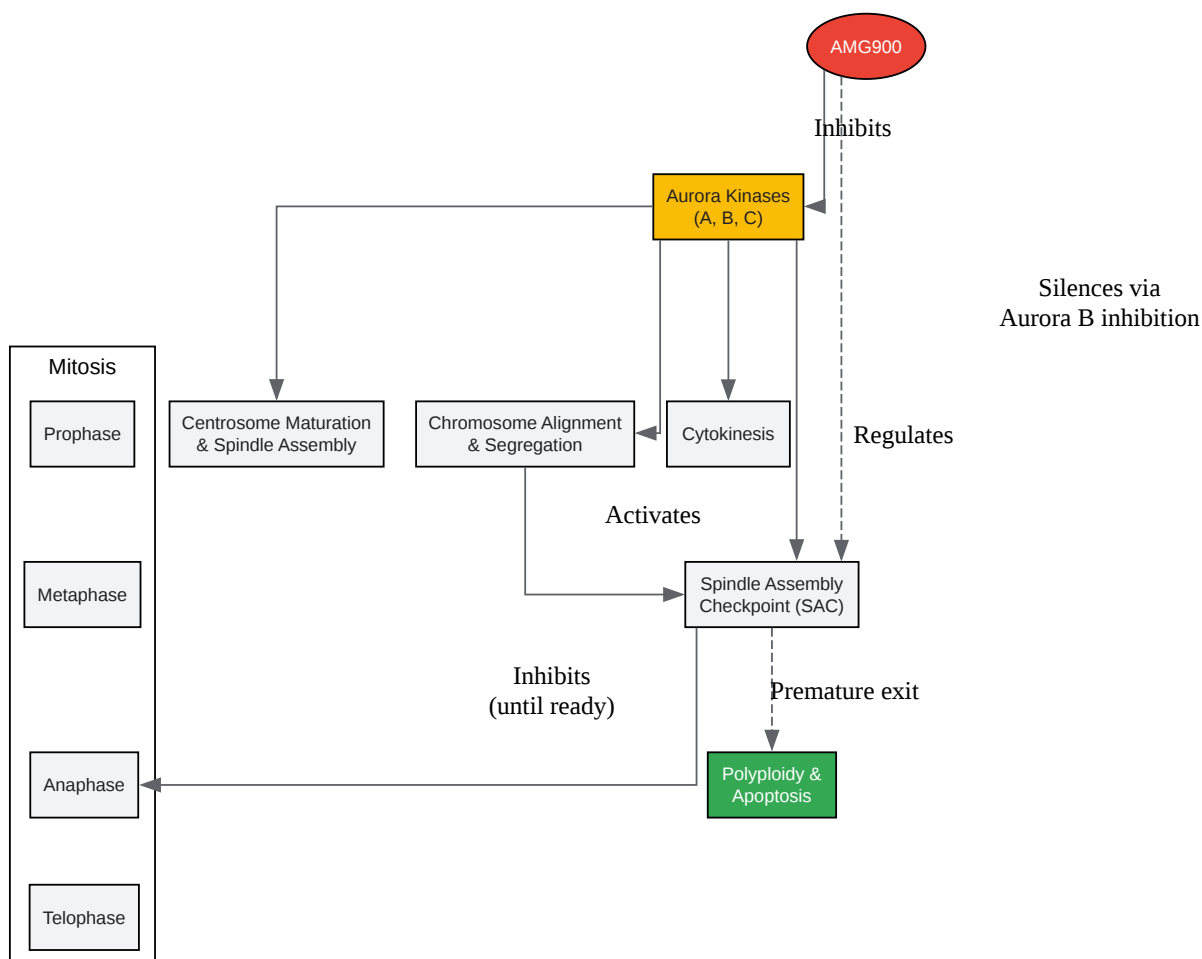 AMG900
Inhibits
Aurora Kinases
(A, B, C)
Silences via
Aurora B inhibition
Mitosis
Prophase
Centrosome Maturation
& Spindle Assembly
Chromosome Alignment
& Segregation
Cytokinesis
Regulates
Activates
Metaphase
Spindle Assembly
Checkpoint (SAC)
Inhibits
(until ready)
Premature exit
Anaphase
Polyploidy &
Apoptosis
Telophase